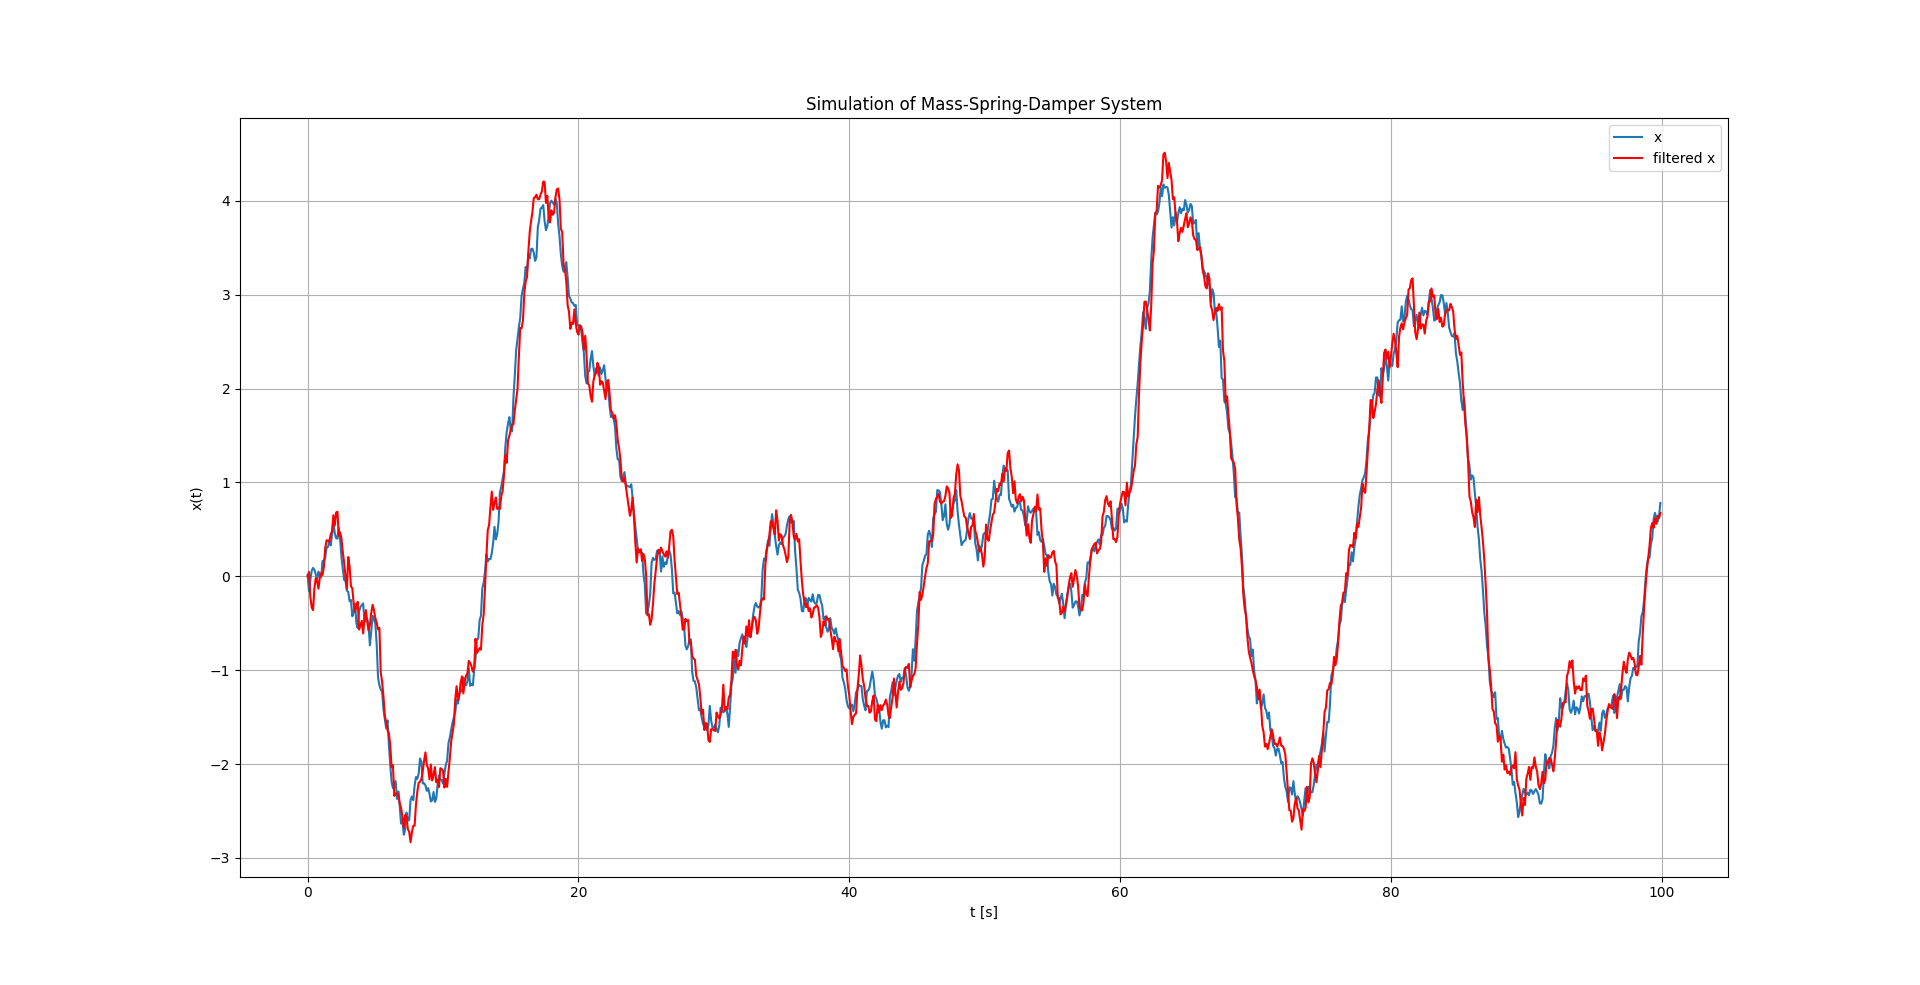 Simulation of Mass-Spring-Damper System
x
filtered x
4
3
2
1
0
−1
−2
−3
x(t)
0 20 40 60 80 100
t [s]